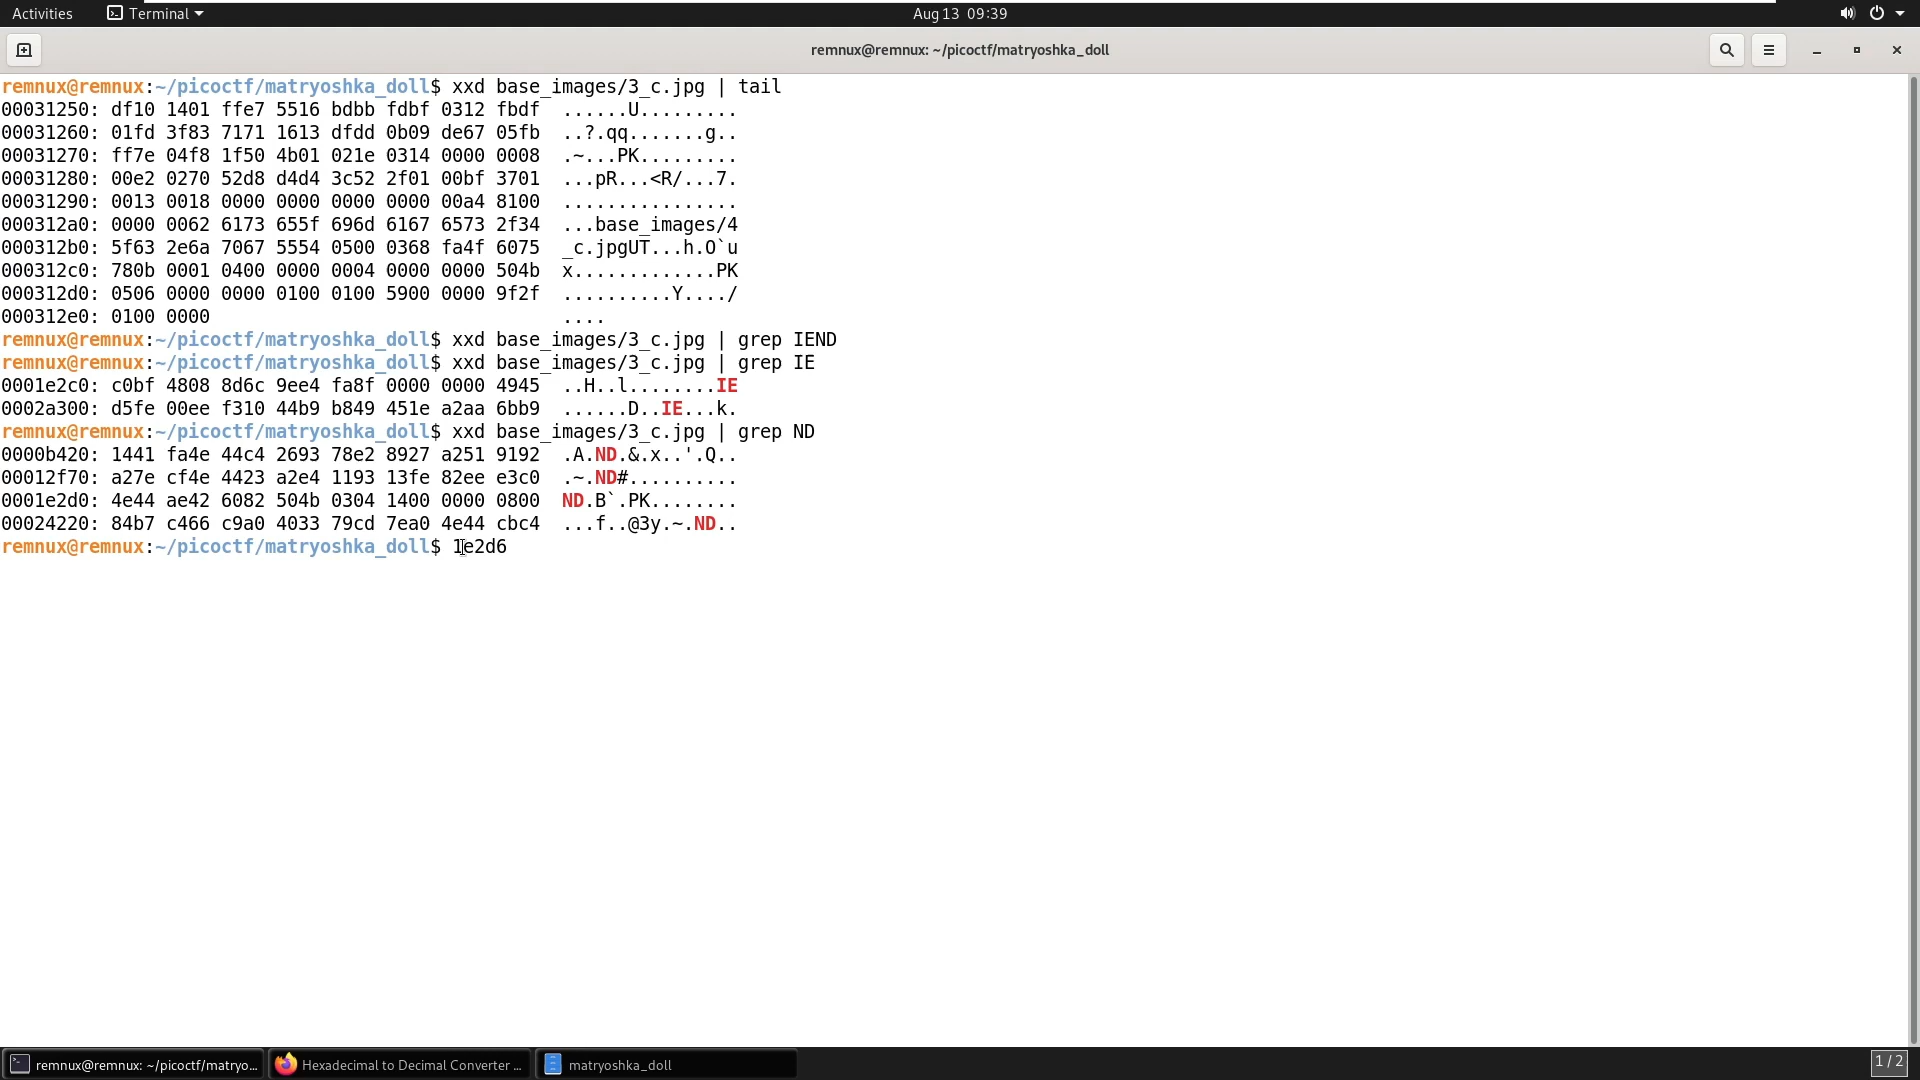 Activities Terminal Aug 13 09:39
remnux@remnux: ~/picoctf/matryoshka_doll
remnux@remnux:~/picoctf/matryoshka_doll$ xxd base_images/3_c.jpg | tail
00031250: df10 1401 ffe7 5516 bdbb fdbf 0312 fbdf ......U.........
00031260: 01fd 3f83 7171 1613 dfdd 0b09 de67 05fb ..?.qq.......g..
00031270: ff7e 04f8 1f50 4b01 021e 0314 0000 0008 .~...PK.........
00031280: 00e2 0270 52d8 d4d4 3c52 2f01 00bf 3701 ...pR...<R/...7.
00031290: 0013 0018 0000 0000 0000 0000 00a4 8100 ................
000312a0: 0000 0062 6173 655f 696d 6167 6573 2f34 ...base_images/4
000312b0: 5f63 2e6a 7067 5554 0500 0368 fa4f 6075 _c.jpgUT...h.O`u
000312c0: 780b 0001 0400 0000 0004 0000 0000 504b x.............PK
000312d0: 0506 0000 0000 0100 0100 5900 0000 9f2f ..........Y..../
000312e0: 0100 0000 ....
remnux@remnux:~/picoctf/matryoshka_doll$ xxd base_images/3_c.jpg | grep IEND
remnux@remnux:~/picoctf/matryoshka_doll$ xxd base_images/3_c.jpg | grep IE
0001e2c0: c0bf 4808 8d6c 9ee4 fa8f 0000 0000 4945 ..H..l........IE
0002a300: d5fe 00ee f310 44b9 b849 451e a2aa 6bb9 ......D..IE...k.
remnux@remnux:~/picoctf/matryoshka_doll$ xxd base_images/3_c.jpg | grep ND
0000b420: 1441 fa4e 44c4 2693 78e2 8927 a251 9192 .A.ND.&.x..'.Q..
00012f70: a27e cf4e 4423 a2e4 1193 13fe 82ee e3c0 .~.ND#..........
0001e2d0: 4e44 ae42 6082 504b 0304 1400 0000 0800 ND.B`.PK........
00024220: 84b7 c466 c9a0 4033 79cd 7ea0 4e44 cbc4 ...f..@3y.~.ND..
remnux@remnux:~/picoctf/matryoshka_doll$ 1e2d6
remnux@remnux: ~/picoctf/matryo... Hexadecimal to Decimal Converter ... matryoshka_doll 1 / 2